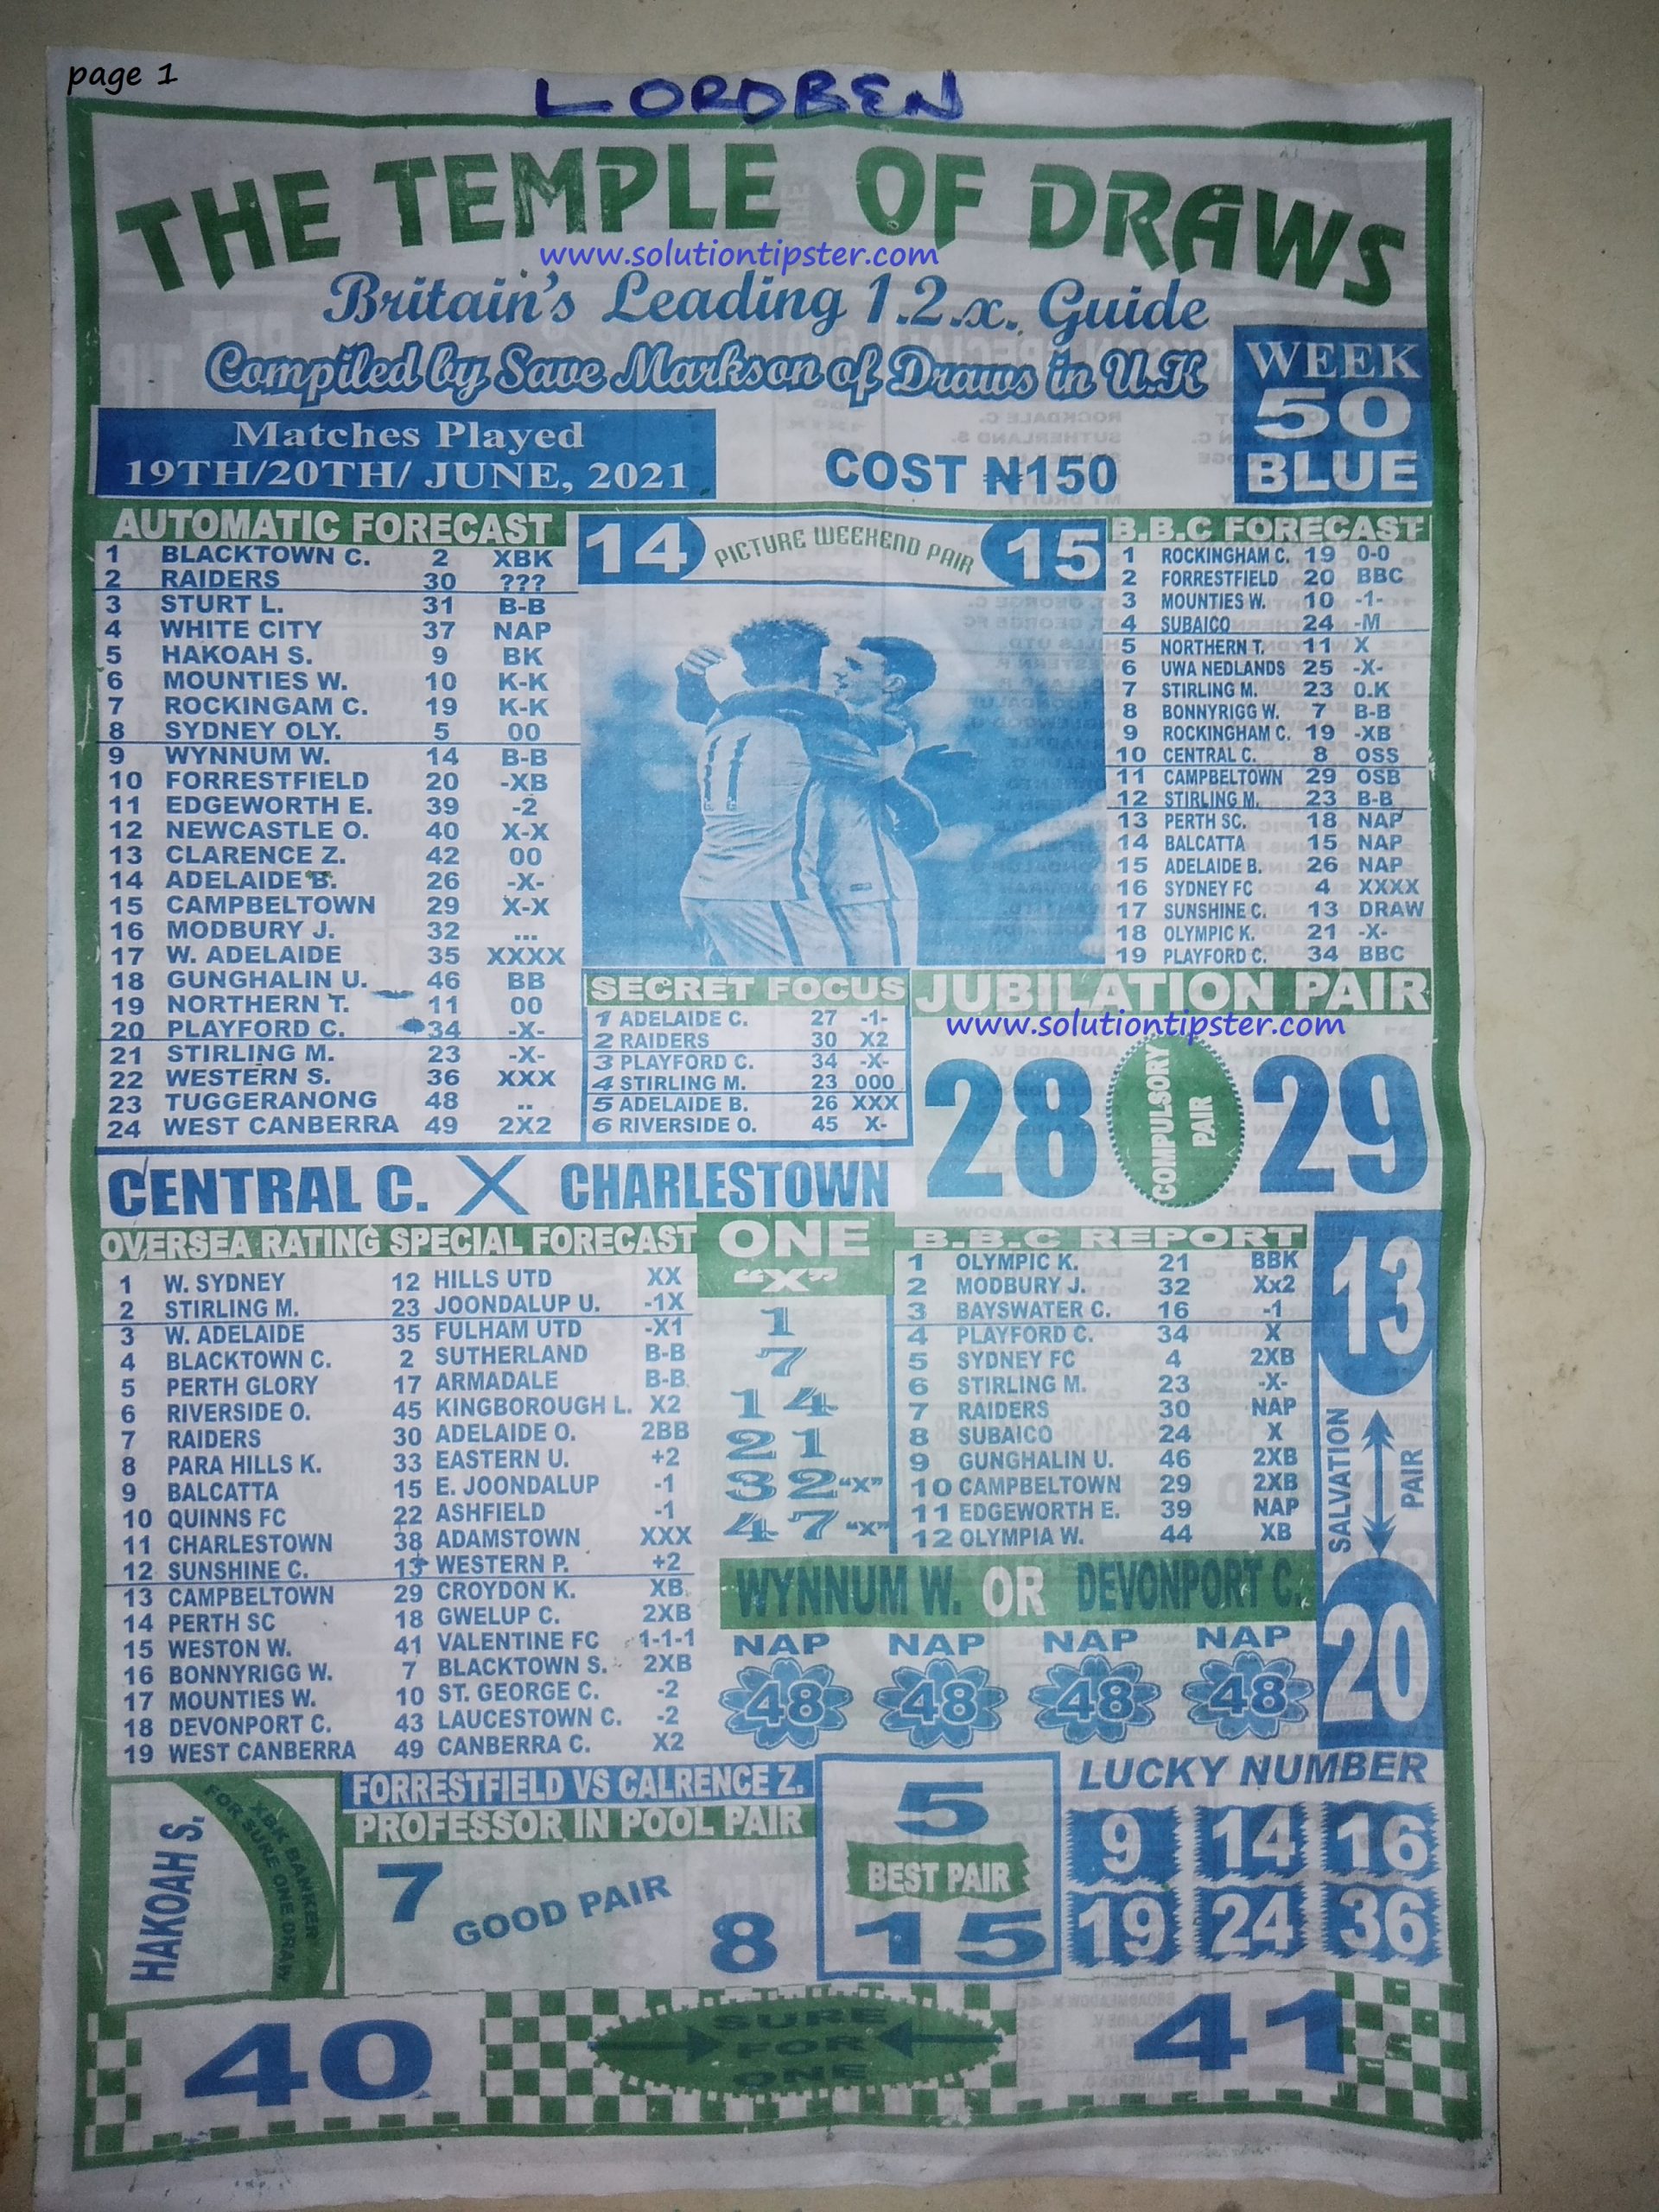 page 1
LORDBEN
THE TEMPLE OF DRAWS
www.solutiontipster.com
Britain's Leading 1.2.x. Guide
Compiled by Save Markson of Draws in U.K
WEEK
50
BLUE
Matches Played
19TH/20TH/ JUNE, 2021
COST ₦150
AUTOMATIC FORECAST
1 BLACKTOWN C. 2 XBK
2 RAIDERS 30 ???
3 STURT L. 31 B-B
4 WHITE CITY 37 NAP
5 HAKOAH S. 9 BK
6 MOUNTIES W. 10 K-K
7 ROCKINGAM C. 19 K-K
8 SYDNEY OLY. 5 00
9 WYNNUM W. 14 B-B
10 FORRESTFIELD 20 -XB
11 EDGEWORTH E. 39 -2
12 NEWCASTLE O. 40 X-X
13 CLARENCE Z. 42 00
14 ADELAIDE B. 26 -X-
15 CAMPBELTOWN 29 X-X
16 MODBURY J. 32 ...
17 W. ADELAIDE 35 XXXX
18 GUNGHALIN U. 46 BB
19 NORTHERN T. 11 00
20 PLAYFORD C. 34 -X-
21 STIRLING M. 23 -X-
22 WESTERN S. 36 XXX
23 TUGGERANONG 48 ..
24 WEST CANBERRA 49 2X2
14 PICTURE WEEKEND PAIR 15
B.B.C FORECAST
1 ROCKINGHAM C. 19 0-0
2 FORRESTFIELD 20 BBC
3 MOUNTIES W. 10 -1-
4 SUBAICO 24 -M
5 NORTHERN T. 11 X
6 UWA NEDLANDS 25 -X-
7 STIRLING M. 23 O.K
8 BONNYRIGG W. 7 B-B
9 ROCKINGHAM C. 19 -XB
10 CENTRAL C. 8 OSS
11 CAMPBELTOWN 29 OSB
12 STIRLING M. 23 B-B
13 PERTH SC. 18 NAP
14 BALCATTA 15 NAP
15 ADELAIDE B. 26 NAP
16 SYDNEY FC 4 XXXX
17 SUNSHINE C. 13 DRAW
18 OLYMPIC K. 21 -X-
19 PLAYFORD C. 34 BBC
SECRET FOCUS
1 ADELAIDE C. 27 -1-
2 RAIDERS 30 X2
3 PLAYFORD C. 34 -X-
4 STIRLING M. 23 000
5 ADELAIDE B. 26 XXX
6 RIVERSIDE O. 45 X-
JUBILATION PAIR
www.solutiontipster.com
28 COMPULSORY PAIR 29
CENTRAL C. X CHARLESTOWN
OVERSEA RATING SPECIAL FORECAST
1 W. SYDNEY 12 HILLS UTD XX
2 STIRLING M. 23 JOONDALUP U. -1X
3 W. ADELAIDE 35 FULHAM UTD -X1
4 BLACKTOWN C. 2 SUTHERLAND B-B
5 PERTH GLORY 17 ARMADALE B-B
6 RIVERSIDE O. 45 KINGBOROUGH L. X2
7 RAIDERS 30 ADELAIDE O. 2BB
8 PARA HILLS K. 33 EASTERN U. +2
9 BALCATTA 15 E. JOONDALUP -1
10 QUINNS FC 22 ASHFIELD -1
11 CHARLESTOWN 38 ADAMSTOWN XXX
12 SUNSHINE C. 13 WESTERN P. +2
13 CAMPBELTOWN 29 CROYDON K. XB
14 PERTH SC 18 GWELUP C. 2XB
15 WESTON W. 41 VALENTINE FC 1-1-1
16 BONNYRIGG W. 7 BLACKTOWN S. 2XB
17 MOUNTIES W. 10 ST. GEORGE C. -2
18 DEVONPORT C. 43 LAUCESTOWN C. -2
19 WEST CANBERRA 49 CANBERRA C. X2
ONE
"X"
1
7
14
21
32 "X"
47 "X"
B.B.C REPORT
1 OLYMPIC K. 21 BBK
2 MODBURY J. 32 Xx2
3 BAYSWATER C. 16 -1
4 PLAYFORD C. 34 X
5 SYDNEY FC 4 2XB
6 STIRLING M. 23 -X-
7 RAIDERS 30 NAP
8 SUBAICO 24 X
9 GUNGHALIN U. 46 2XB
10 CAMPBELTOWN 29 2XB
11 EDGEWORTH E. 39 NAP
12 OLYMPIA W. 44 XB
13
SALVATION PAIR
20
WYNNUM W. OR DEVONPORT C.
NAP NAP NAP NAP
48 48 48 48
HAKOAH S.
XBK BANKER
FOR SURE ONE DRAW
FORRESTFIELD VS CALRENCE Z.
PROFESSOR IN POOL PAIR
7 GOOD PAIR 8
5
BEST PAIR
15
LUCKY NUMBER
9 14 16
19 24 36
40 SURE FOR ONE 41